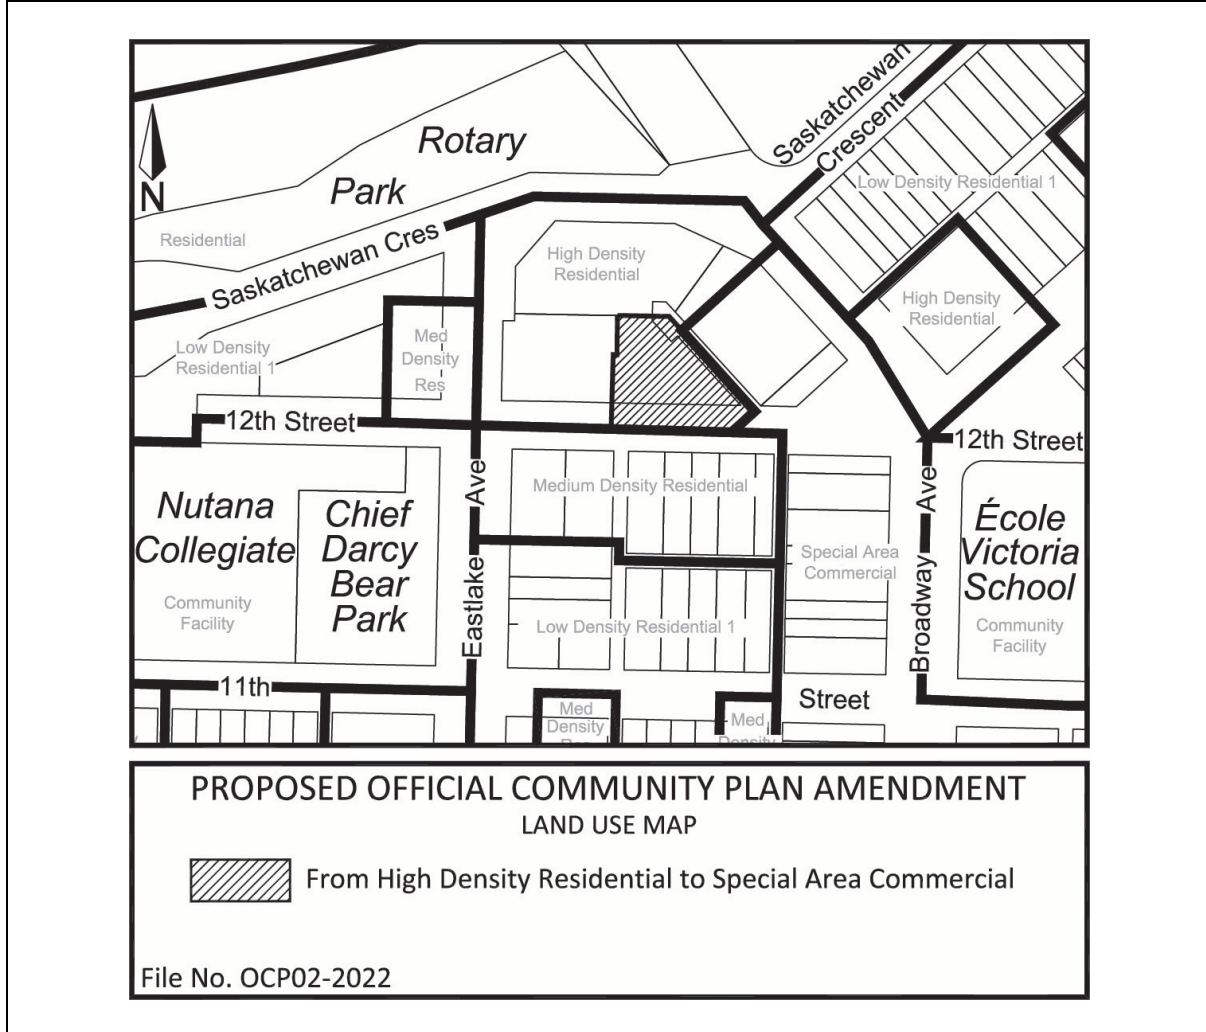 Saskatchewan
Crescent
Rotary
Park
N
Low Density Residential 1
Residential
Saskatchewan Cres
High Density
Residential
High Density
Residential
Med
Density
Res
Low Density
Residential 1
12th Street
12th Street
Nutana
Collegiate
Community
Facility
Chief
Darcy
Bear
Park
Eastlake Ave
Medium Density Residential
Special Area
Commercial
Broadway Ave
École
Victoria
School
Community
Facility
Low Density Residential 1
11th
Street
Med
Density
Med
Density
PROPOSED OFFICIAL COMMUNITY PLAN AMENDMENT
LAND USE MAP
From High Density Residential to Special Area Commercial
File No. OCP02-2022